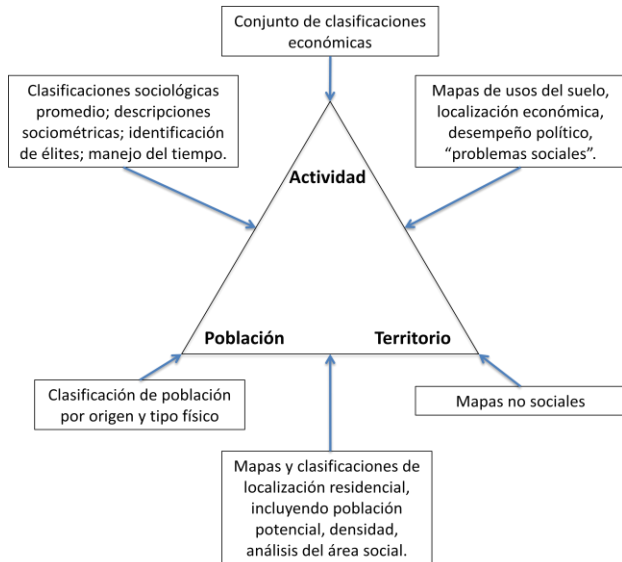 Conjunto de clasificaciones
económicas
Clasificaciones sociológicas
promedio; descripciones
sociométricas; identificación
de élites; manejo del tiempo.
Mapas de usos del suelo,
localización económica,
desempeño político,
“problemas sociales”.
Actividad
Población
Territorio
Clasificación de población
por origen y tipo físico
Mapas no sociales
Mapas y clasificaciones de
localización residencial,
incluyendo población
potencial, densidad,
análisis del área social.